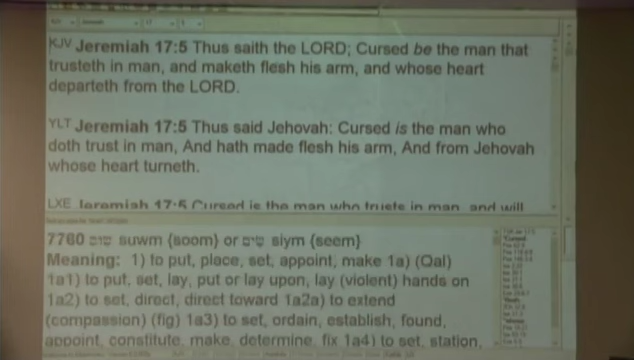 KJV Jeremiah 17:5 Thus saith the LORD; Cursed be the man that
trusteth in man, and maketh flesh his arm, and whose heart
departeth from the LORD.
YLT Jeremiah 17:5 Thus said Jehovah: Cursed is the man who
doth trust in man, And hath made flesh his arm, And from Jehovah
whose heart turneth.
LXE Jeremiah 17:5 Cursed is the man who trusts in man, and will
7760 שום suwm {soom} or שים siym {seem}
Meaning: 1) to put, place, set, appoint, make 1a) (Qal)
1a1) to put, set, lay, put or lay upon, lay (violent) hands on
1a2) to set, direct, direct toward 1a2a) to extend
(compassion) (fig) 1a3) to set, ordain, establish, found,
appoint, constitute, make, determine, fix 1a4) to set, station,